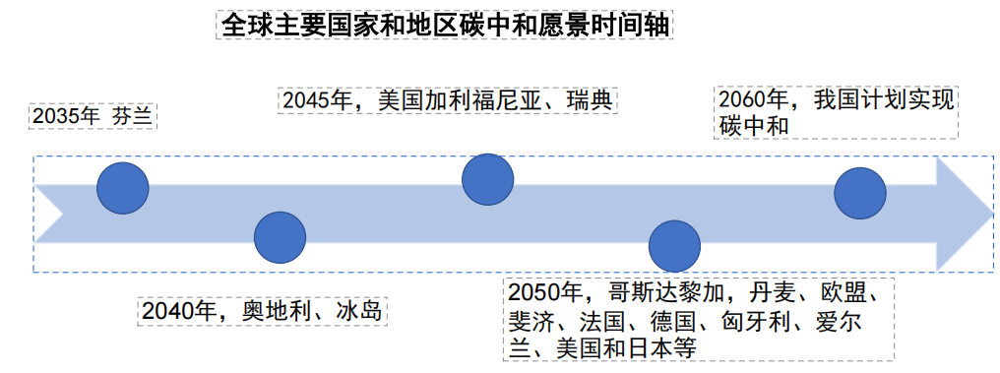 全球主要国家和地区碳中和愿景时间轴
2035年 芬兰
2045年，美国加利福尼亚、瑞典
2060年，我国计划实现
碳中和
2040年，奥地利、冰岛
2050年，哥斯达黎加，丹麦、欧盟、
斐济、法国、德国、匈牙利、爱尔
兰、美国和日本等